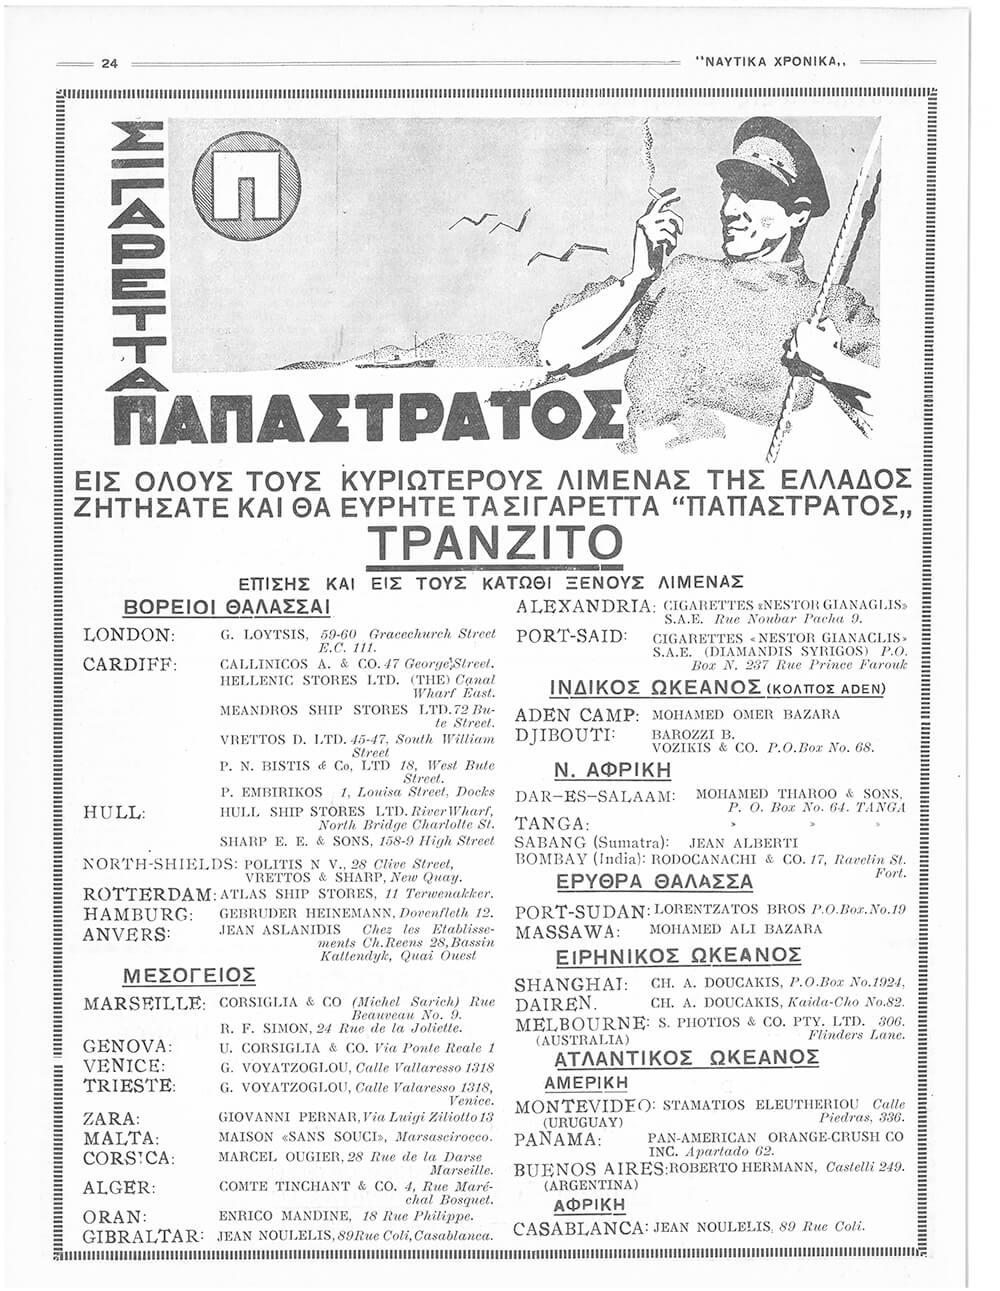 24
"ΝΑΥΤΙΚΑ ΧΡΟΝΙΚΑ,,
ΣΙΓΑΡΕΤΤΑ
Π
ΠΑΠΑΣΤΡΑΤΟΣ
ΕΙΣ ΟΛΟΥΣ ΤΟΥΣ ΚΥΡΙΩΤΕΡΟΥΣ ΛΙΜΕΝΑΣ ΤΗΣ ΕΛΛΑΔΟΣ
ΖΗΤΗΣΑΤΕ ΚΑΙ ΘΑ ΕΥΡΗΤΕ ΤΑ ΣΙΓΑΡΕΤΤΑ "ΠΑΠΑΣΤΡΑΤΟΣ,,
ΤΡΑΝΖΙΤΟ
ΕΠΙΣΗΣ ΚΑΙ ΕΙΣ ΤΟΥΣ ΚΑΤΩΘΙ ΞΕΝΟΥΣ ΛΙΜΕΝΑΣ
ΒΟΡΕΙΟΙ ΘΑΛΑΣΣΑΙ
LONDON: G. LOYTSIS, 59-60 Gracechurch Street
E.C. 111.
CARDIFF: CALLINICOS A. & CO. 47 George Street.
HELLENIC STORES LTD. (THE) Canal
Wharf East.
MEANDROS SHIP STORES LTD. 72 Bu-
te Street.
VRETTOS D. LTD. 45-47, South William
Street
P. N. BISTIS & Co, LTD 18, West Bute
Street.
P. EMBIRIKOS 1, Louisa Street, Docks
HULL: HULL SHIP STORES LTD. River Wharf,
North Bridge Charlolte St.
SHARP E. E. & SONS, 158-9 High Street
NORTH-SHIELDS: POLITIS N V., 28 Clive Street,
VRETTOS & SHARP, New Quay.
ROTTERDAM: ATLAS SHIP STORES, 11 Terwenakker.
HAMBURG: GEBRUDER HEINEMANN, Dovenfleth 12.
ANVERS: JEAN ASLANIDIS Chez les Etablisse-
ments Ch. Reens 28, Bassin
Kattendyk, Quai Ouest
ΜΕΣΟΓΕΙΟΣ
MARSEILLE: CORSIGLIA & CO (Michel Sarich) Rue
Beauveau No. 9.
R. F. SIMON, 24 Rue de la Joliette.
GENOVA: U. CORSIGLIA & CO. Via Ponte Reale 1
VENICE: G. VOYATZOGLOU, Calle Vallaresso 1318
TRIESTE: G. VOYATZOGLOU, Calle Valaresso 1318,
Venice.
ZARA: GIOVANNI PERNAR, Via Luigi Ziliotto 13
MALTA: MAISON «SANS SOUCI», Marsascirocco.
CORSICA: MARCEL OUGIER, 28 Rue de la Darse
Marseille.
ALGER: COMTE TINCHANT & CO. 4, Rue Maré-
chal Bosquet.
ORAN: ENRICO MANDINE, 18 Rue Philippe.
GIBRALTAR: JEAN NOULELIS, 89 Rue Coli, Casablanca.
ALEXANDRIA: CIGARETTES «NESTOR GIANAGLIS»
S.A.E. Rue Noubar Pacha 9.
PORT-SAID: CIGARETTES «NESTOR GIANACLIS»
S.A.E. (DIAMANDIS SYRIGOS) P.O.
Box N. 237 Rue Prince Farouk
ΙΝΔΙΚΟΣ ΩΚΕΑΝΟΣ (ΚΟΛΠΟΣ ADEN)
ADEN CAMP: MOHAMED OMER BAZARA
DJIBOUTI: BAROZZI B.
VOZIKIS & CO. P.O.Box No. 68.
Ν. ΑΦΡΙΚΗ
DAR-ES-SALAAM: MOHAMED THAROO & SONS,
P. O. Box No. 64. TANGA
TANGA: » » »
SABANG (Sumatra): JEAN ALBERTI
BOMBAY (India): RODOCANACHI & CO. 17, Ravelin St.
Fort.
ΕΡΥΘΡΑ ΘΑΛΑΣΣΑ
PORT-SUDAN: LORENTZATOS BROS P.O.Box.No.19
MASSAWA: MOHAMED ALI BAZARA
ΕΙΡΗΝΙΚΟΣ ΩΚΕΑΝΟΣ
SHANGHAI: CH. A. DOUCAKIS, P.O.Box No.1924,
DAIREN. CH. A. DOUCAKIS, Kaida-Cho No.82.
MELBOURNE: S. PHOTIOS & CO. PTY. LTD. 306.
(AUSTRALIA) Flinders Lane.
ΑΤΛΑΝΤΙΚΟΣ ΩΚΕΑΝΟΣ
ΑΜΕΡΙΚΗ
MONTEVIDEO: STAMATIOS ELEUTHERIOU Calle
(URUGUAY) Piedras, 336.
PANAMA: PAN-AMERICAN ORANGE-CRUSH CO
INC. Apartado 62.
BUENOS AIRES: ROBERTO HERMANN, Castelli 249.
(ARGENTINA)
ΑΦΡΙΚΗ
CASABLANCA: JEAN NOULELIS, 89 Rue Coli.